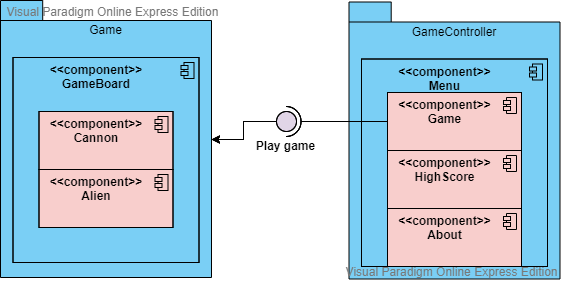 Visual Paradigm Online Express Edition
Game
<<component>>
GameBoard
<<component>>
Cannon
<<component>>
Alien
Play game
GameController
<<component>>
Menu
<<component>>
Game
<<component>>
HighScore
<<component>>
About
Visual Paradigm Online Express Edition